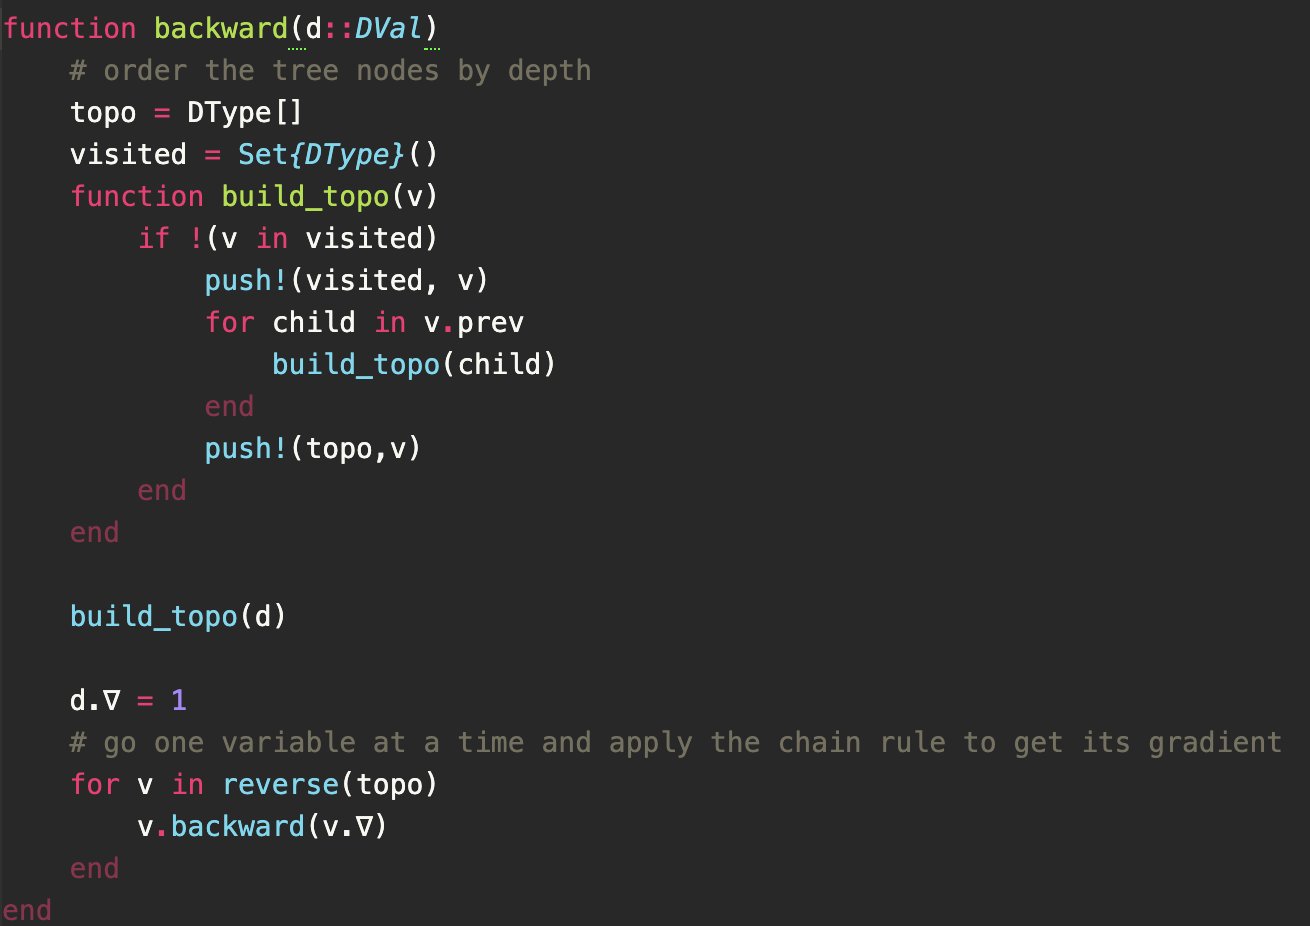 function backward(d::DVal)
    # order the tree nodes by depth
    topo = DType[]
    visited = Set{DType}()
    function build_topo(v)
        if !(v in visited)
            push!(visited, v)
            for child in v.prev
                build_topo(child)
            end
            push!(topo,v)
        end
    end

    build_topo(d)

    d.∇ = 1
    # go one variable at a time and apply the chain rule to get its gradient
    for v in reverse(topo)
        v.backward(v.∇)
    end
end